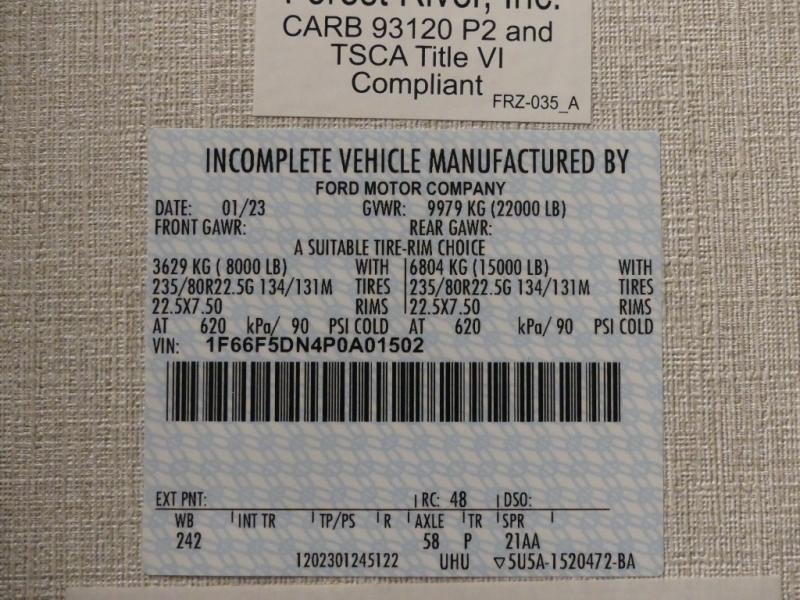 Forest River, Inc.
CARB 93120 P2 and
TSCA Title VI
Compliant
FRZ-035_A
INCOMPLETE VEHICLE MANUFACTURED BY
FORD MOTOR COMPANY
DATE: 01/23 GVWR: 9979 KG (22000 LB)
FRONT GAWR: REAR GAWR:
A SUITABLE TIRE-RIM CHOICE
3629 KG ( 8000 LB) WITH 6804 KG (15000 LB) WITH
235/80R22.5G 134/131M TIRES 235/80R22.5G 134/131M TIRES
22.5X7.50 RIMS 22.5X7.50 RIMS
AT 620 kPa/ 90 PSI COLD AT 620 kPa/ 90 PSI COLD
VIN: 1F66F5DN4P0A01502
EXT PNT: RC: 48 DSO:
WB INT TR TP/PS R AXLE TR SPR
242 58 P 21AA
1202301245122 UHU ▽5U5A-1520472-BA